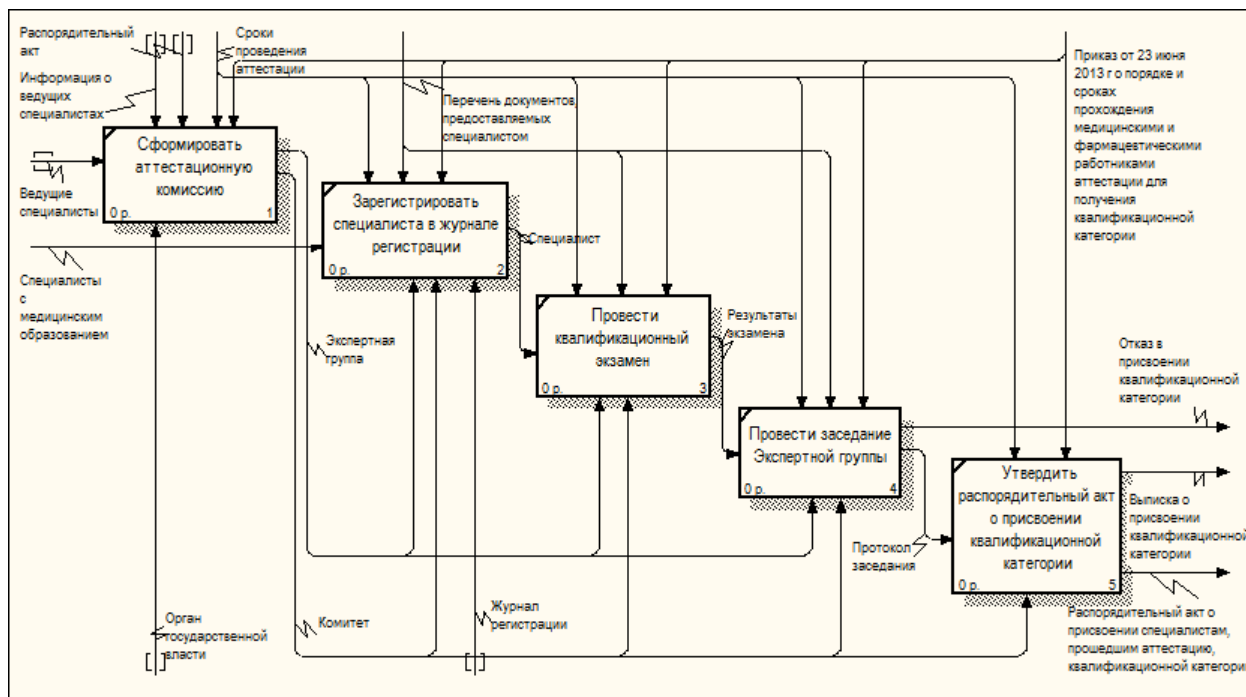 Распорядительный
акт
Информация о
ведущих
специалистах
Сроки
проведения
аттестации
Перечень документов,
предоставляемых
специалистом
Приказ от 23 июня
2013 г о порядке и
сроках
прохождения
медицинскими и
фармацевтическими
работниками
аттестации для
получения
квалификационной
категории
Сформировать
аттестационную
комиссию
0 р.
1
Ведущие
специалисты
Зарегистрировать
специалиста в журнале
регистрации
0 р.
2
Специалист
Специалисты
с
медицинским
образованием
Провести
квалификационный
экзамен
0 р.
3
Результаты
экзамена
Экспертная
группа
Отказ в
присвоении
квалификационной
категории
Провести заседание
Экспертной группы
0 р.
4
Утвердить
распорядительный акт
о присвоении
квалификационной
категории
0 р.
5
Выписка о
присвоении
квалификационной
категории
Протокол
заседания
Орган
государственной
власти
Комитет
Журнал
регистрации
Распорядительный акт о
присвоении специалистам,
прошедшим аттестацию,
квалификационной категори